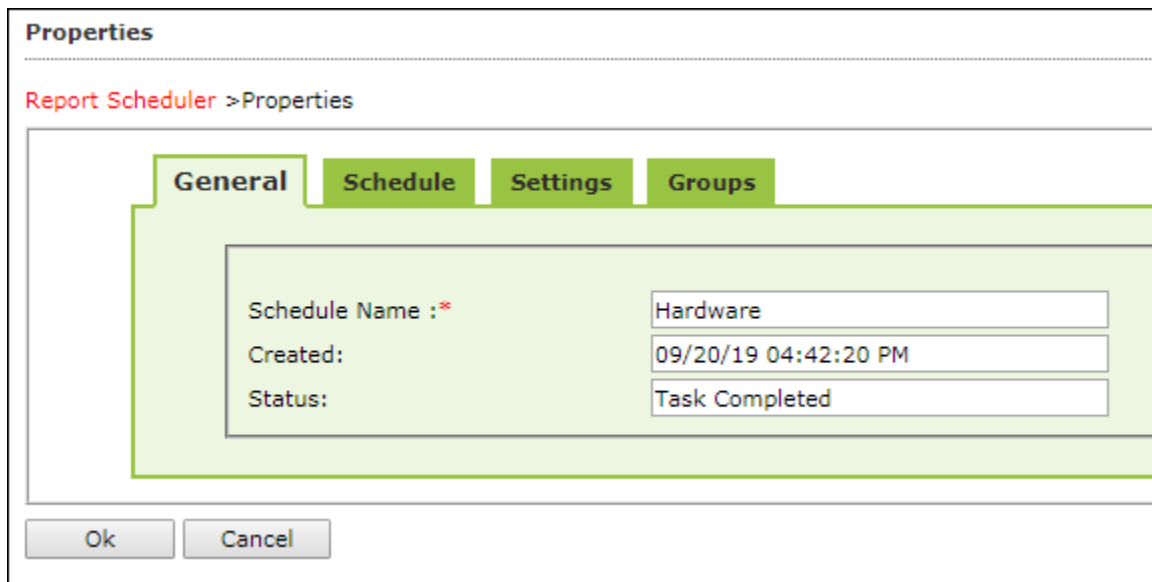 Properties
Report Scheduler >Properties
General Schedule Settings Groups
Schedule Name :* Hardware
Created: 09/20/19 04:42:20 PM
Status: Task Completed
Ok Cancel